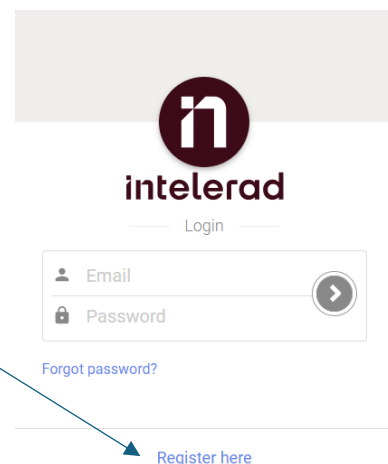 intelerad
Login
Email
Password
Forgot password?
Register here